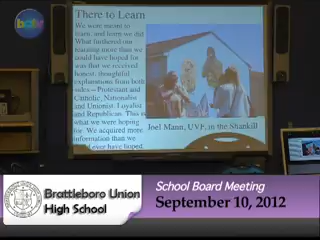 bctv
There to Learn
We were meant to
learn, and learn we did.
What furthered our
learning more than we
could have hoped for
was that we received
honest, thoughtful
explanations from both
sides—Protestant and
Catholic, Nationalist
and Unionist, Loyalist
and Republican. This is
what we were hoping
for. We acquired more
information than we
could ever have hoped.
Joel Mann, UVF, in the Shankill
School Board Meeting
Brattleboro Union
High School
September 10, 2012